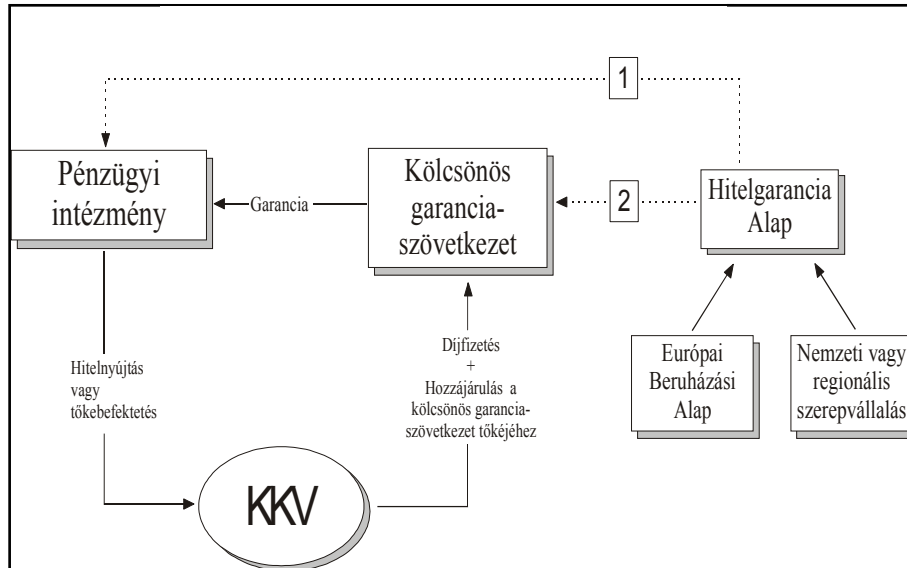 1
Pénzügyi
intézmény
Garancia
Kölcsönös
garancia-
szövetkezet
2
Hitelgarancia
Alap
Európai
Beruházási
Alap
Nemzeti vagy
regionális
szerepvállalás
Hitelnyújtás
vagy
tőkebefektetés
Díjfizetés
+
Hozzájárulás a
kölcsönös garancia-
szövetkezet tőkéjéhez
KKV